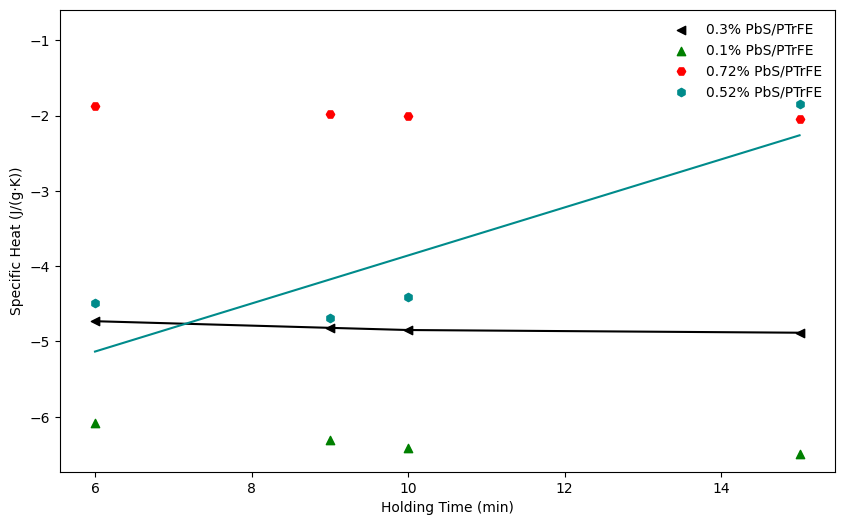 −1
−2
−3
−4
−5
−6
Specific Heat (J/(g·K))
0.3% PbS/PTrFE
0.1% PbS/PTrFE
0.72% PbS/PTrFE
0.52% PbS/PTrFE
6
8
10
12
14
Holding Time (min)